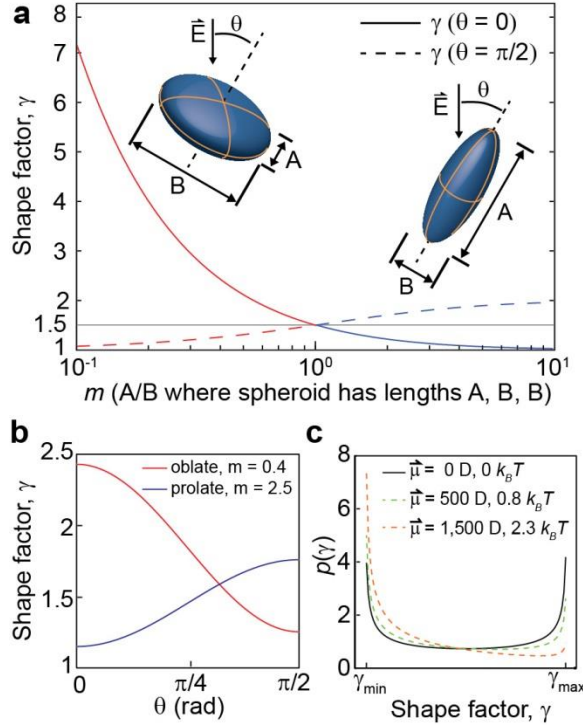 a
8
7
6
5
4
3
2
1.5
1
Shape factor, γ
E θ
B
A
γ (θ = 0)
γ (θ = π/2)
E θ
A
B
10⁻¹ 10⁰ 10¹
m (A/B where spheroid has lengths A, B, B)
b
2.5
2
1.5
1
Shape factor, γ
oblate, m = 0.4
prolate, m = 2.5
0 π/4 π/2
θ (rad)
c
8
6
4
2
0
p(γ)
μ⃗ = 0 D, 0 k_BT
μ⃗ = 500 D, 0.8 k_BT
μ⃗ = 1,500 D, 2.3 k_BT
γmin γmax
Shape factor, γ